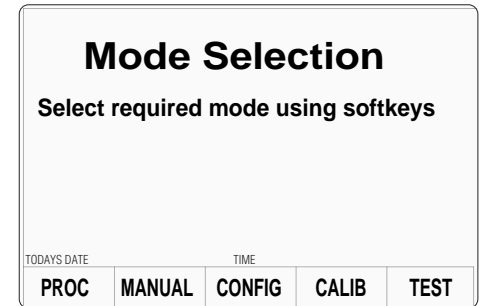 Mode Selection
Select required mode using softkeys
TODAYS DATE TIME
PROC MANUAL CONFIG CALIB TEST